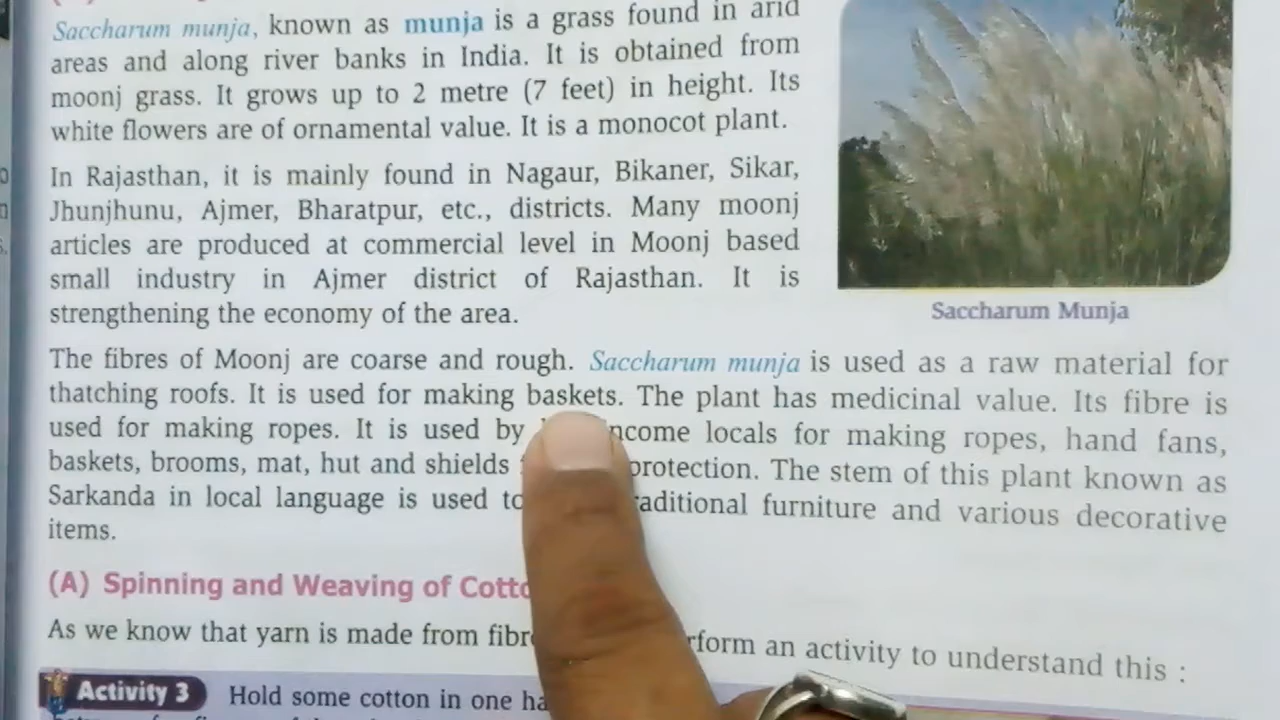 Saccharum munja, known as munja is a grass found in arid
areas and along river banks in India. It is obtained from
moonj grass. It grows up to 2 metre (7 feet) in height. Its
white flowers are of ornamental value. It is a monocot plant.
In Rajasthan, it is mainly found in Nagaur, Bikaner, Sikar,
Jhunjhunu, Ajmer, Bharatpur, etc., districts. Many moonj
articles are produced at commercial level in Moonj based
small industry in Ajmer district of Rajasthan. It is
strengthening the economy of the area.
Saccharum Munja
The fibres of Moonj are coarse and rough. Saccharum munja is used as a raw material for
thatching roofs. It is used for making baskets. The plant has medicinal value. Its fibre is
used for making ropes. It is used by locals for making ropes, hand fans,
baskets, brooms, mat, hut and shields protection. The stem of this plant known as
Sarkanda in local language is used furniture and various decorative
items.
(A) Spinning and Weaving of
As we know that yarn is made from an activity to understand this :
Activity 3 Hold some cotton in one